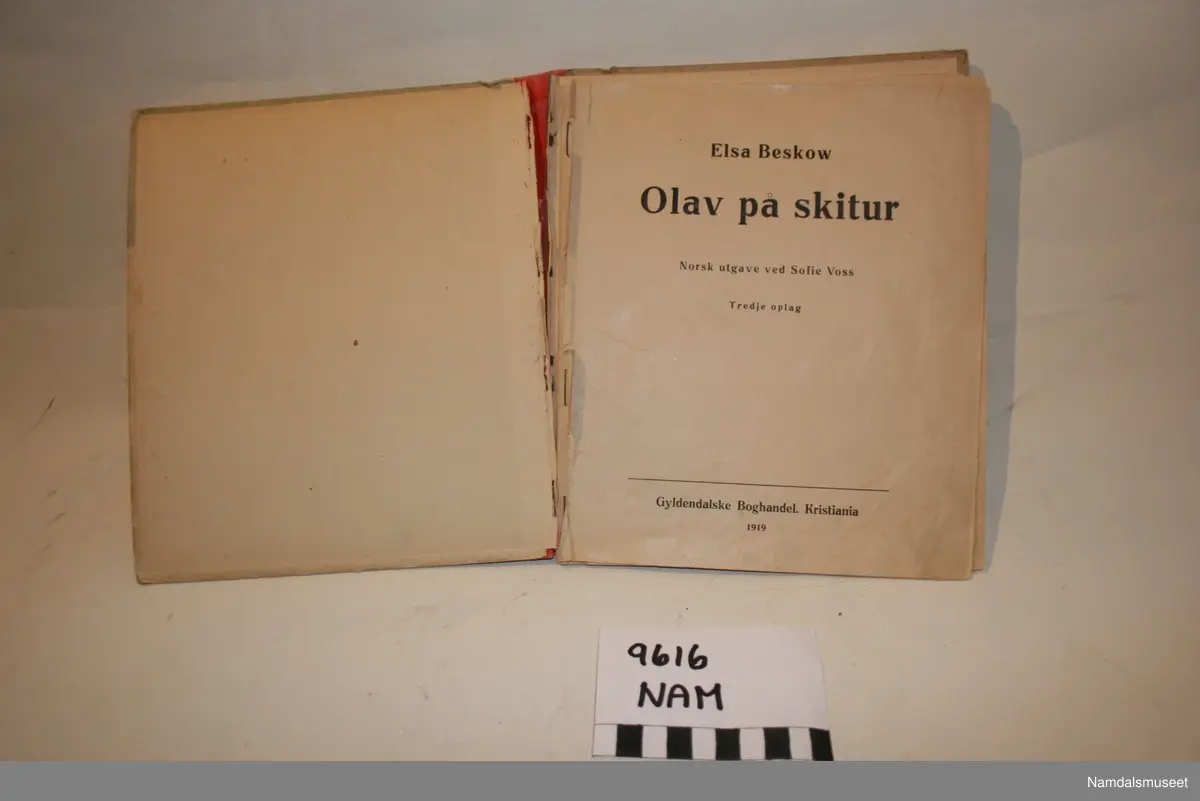 Elsa Beskow
Olav på skitur
Norsk utgave ved Sofie Voss
Tredje oplag
Gyldendalske Boghandel. Kristiania
1919
9616
NAM
Namdalsmuseet